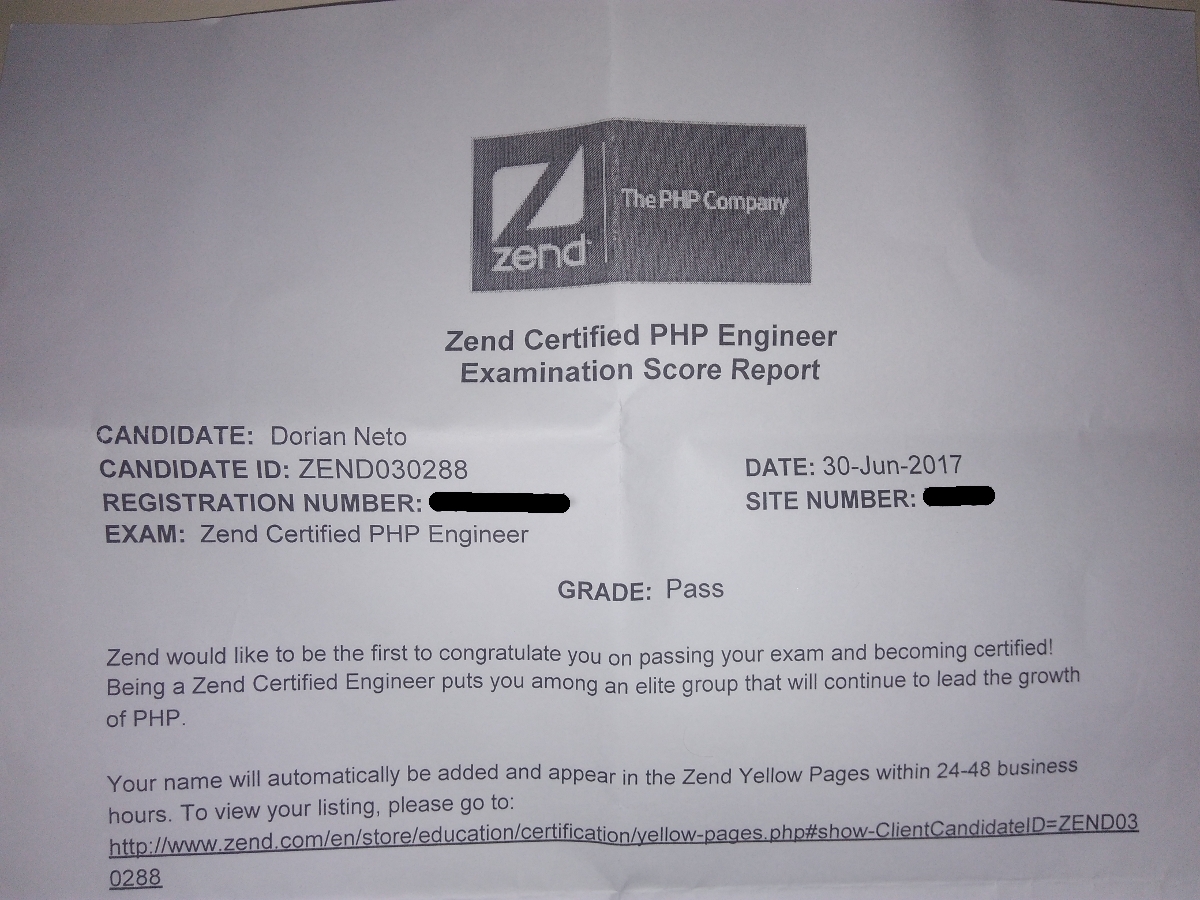 zend
The PHP Company
Zend Certified PHP Engineer
Examination Score Report
CANDIDATE: Dorian Neto
CANDIDATE ID: ZEND030288
DATE: 30-Jun-2017
REGISTRATION NUMBER:
SITE NUMBER:
EXAM: Zend Certified PHP Engineer
GRADE: Pass
Zend would like to be the first to congratulate you on passing your exam and becoming certified!
Being a Zend Certified Engineer puts you among an elite group that will continue to lead the growth
of PHP.
Your name will automatically be added and appear in the Zend Yellow Pages within 24-48 business
hours. To view your listing, please go to:
http://www.zend.com/en/store/education/certification/yellow-pages.php#show-ClientCandidateID=ZEND03
0288